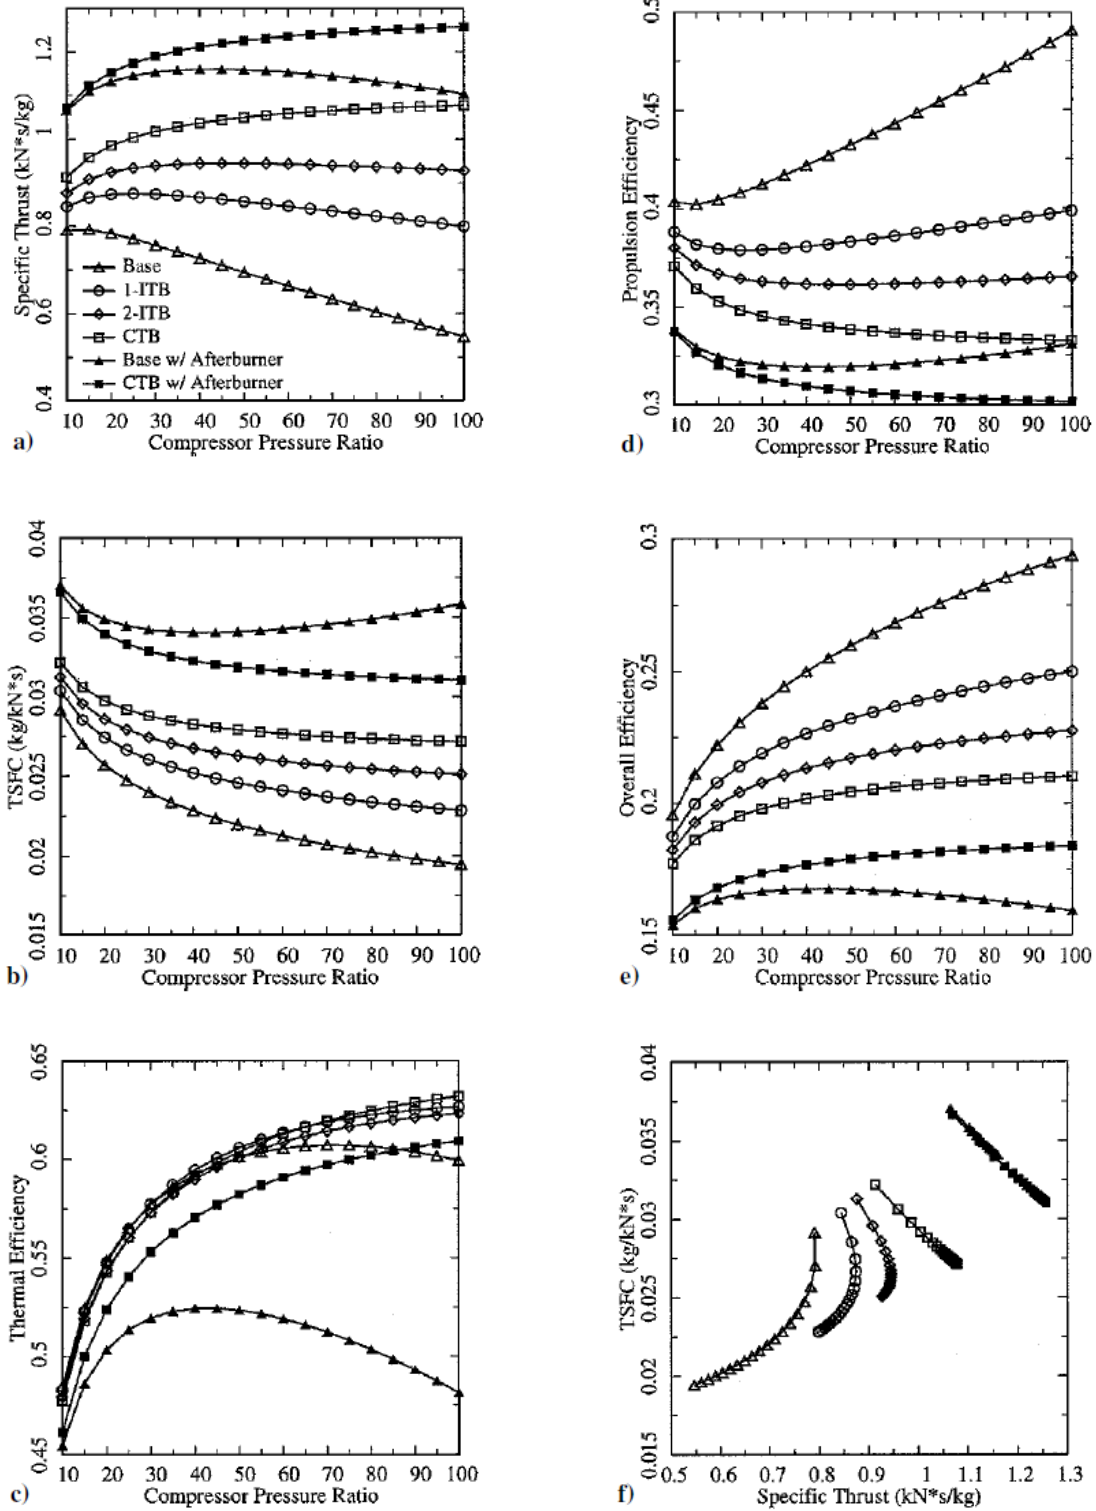 Specific Thrust (kN*s/kg)
1.2
1
0.8
0.6
0.4
Base
1-ITB
2-ITB
CTB
Base w/ Afterburner
CTB w/ Afterburner
10 20 30 40 50 60 70 80 90 100
Compressor Pressure Ratio
a)
Propulsion Efficiency
0.5
0.45
0.4
0.35
0.3
10 20 30 40 50 60 70 80 90 100
Compressor Pressure Ratio
d)
TSFC (kg/kN*s)
0.04
0.035
0.03
0.025
0.02
0.015
10 20 30 40 50 60 70 80 90 100
Compressor Pressure Ratio
b)
Overall Efficiency
0.3
0.25
0.2
0.15
10 20 30 40 50 60 70 80 90 100
Compressor Pressure Ratio
e)
Thermal Efficiency
0.65
0.6
0.55
0.5
0.45
10 20 30 40 50 60 70 80 90 100
Compressor Pressure Ratio
c)
TSFC (kg/kN*s)
0.04
0.035
0.03
0.025
0.02
0.015
0.5 0.6 0.7 0.8 0.9 1 1.1 1.2 1.3
Specific Thrust (kN*s/kg)
f)